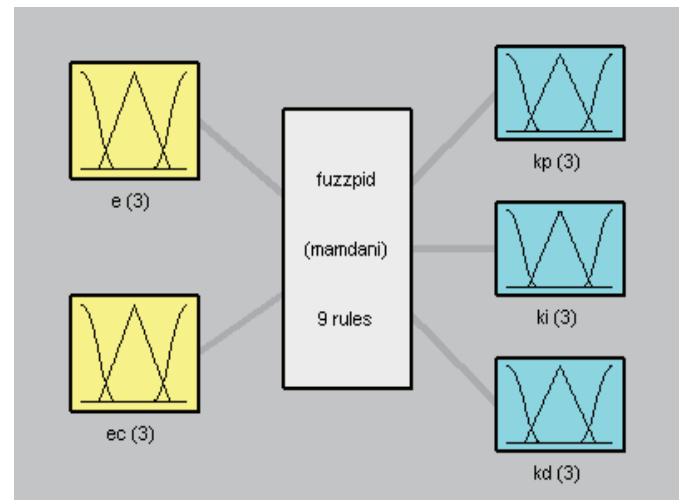 e (3)
ec (3)
fuzzpid
(mamdani)
9 rules
kp (3)
ki (3)
kd (3)